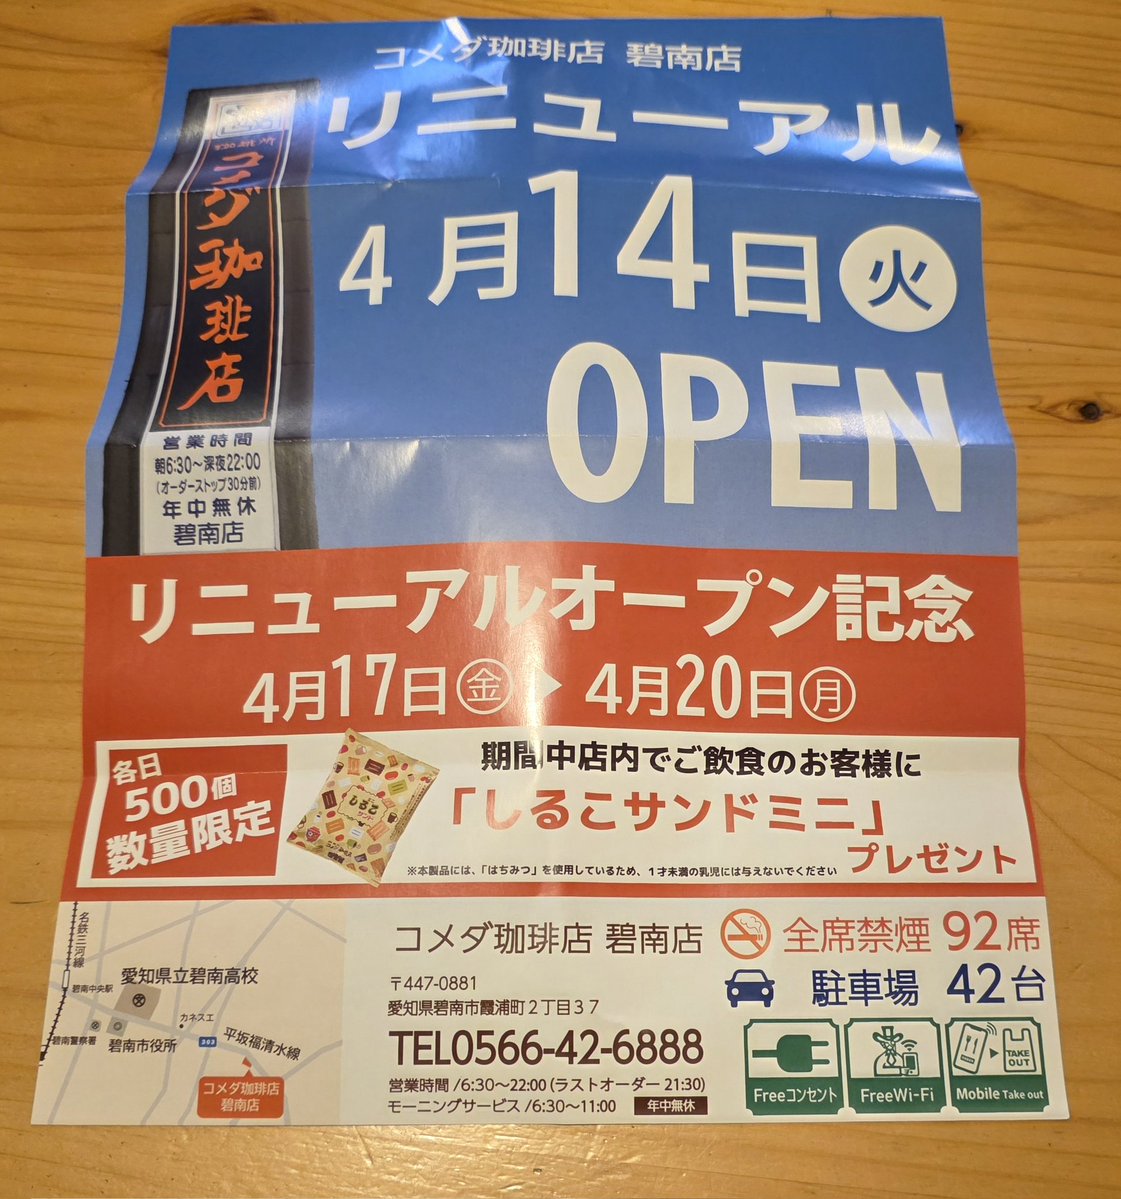 コメダ珈琲店 碧南店
リニューアル
4月14日火
OPEN
珈琲所
コメダ珈琲店
営業時間
朝6:30～深夜22:00
(オーダーストップ30分前)
年中無休
碧南店
リニューアルオープン記念
4月17日金 ▶ 4月20日月
各日
500個
数量限定
しるこ
サンド
期間中店内でご飲食のお客様に
「しるこサンドミニ」
プレゼント
※本製品には、「はちみつ」を使用しているため、1才未満の乳児には与えないでください
名鉄三河線
碧南中央駅
愛知県立碧南高校
文
カネスエ
碧南警察署
碧南市役所
303
平坂福清水線
コメダ珈琲店
碧南店
コメダ珈琲店 碧南店
〒447-0881
愛知県碧南市霞浦町2丁目37
TEL0566-42-6888
営業時間 /6:30～22:00 (ラストオーダー 21:30)
モーニングサービス /6:30～11:00 年中無休
全席禁煙 92席
駐車場 42台
Freeコンセント
FreeWi-Fi
TAKE
OUT
Mobile Take out